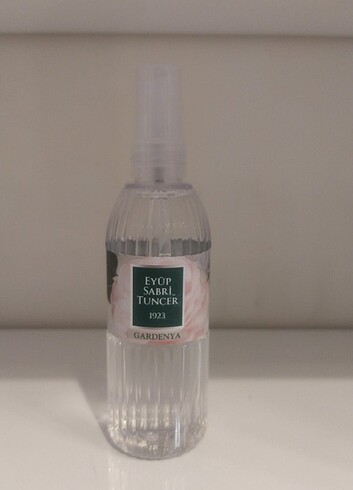 EYÜP
SABRİ
TUNCER
1923
GARDENYA